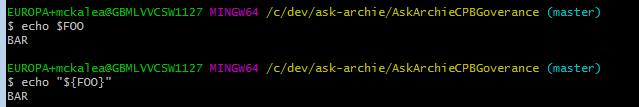 EUROPA+mckalea@GBMLVVCSW1127 MINGW64 /c/dev/ask-archie/AskArchieCPBGoverance (master)
$ echo $FOO
BAR
EUROPA+mckalea@GBMLVVCSW1127 MINGW64 /c/dev/ask-archie/AskArchieCPBGoverance (master)
$ echo "${FOO}"
BAR